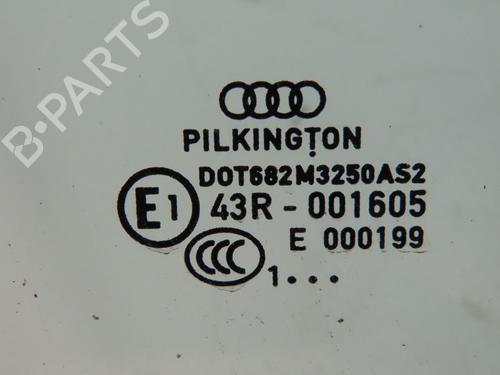 B-PARTS
PILKINGTON
DOT682M3250AS2
E1 43R - 001605
E 000199
CCC
1...